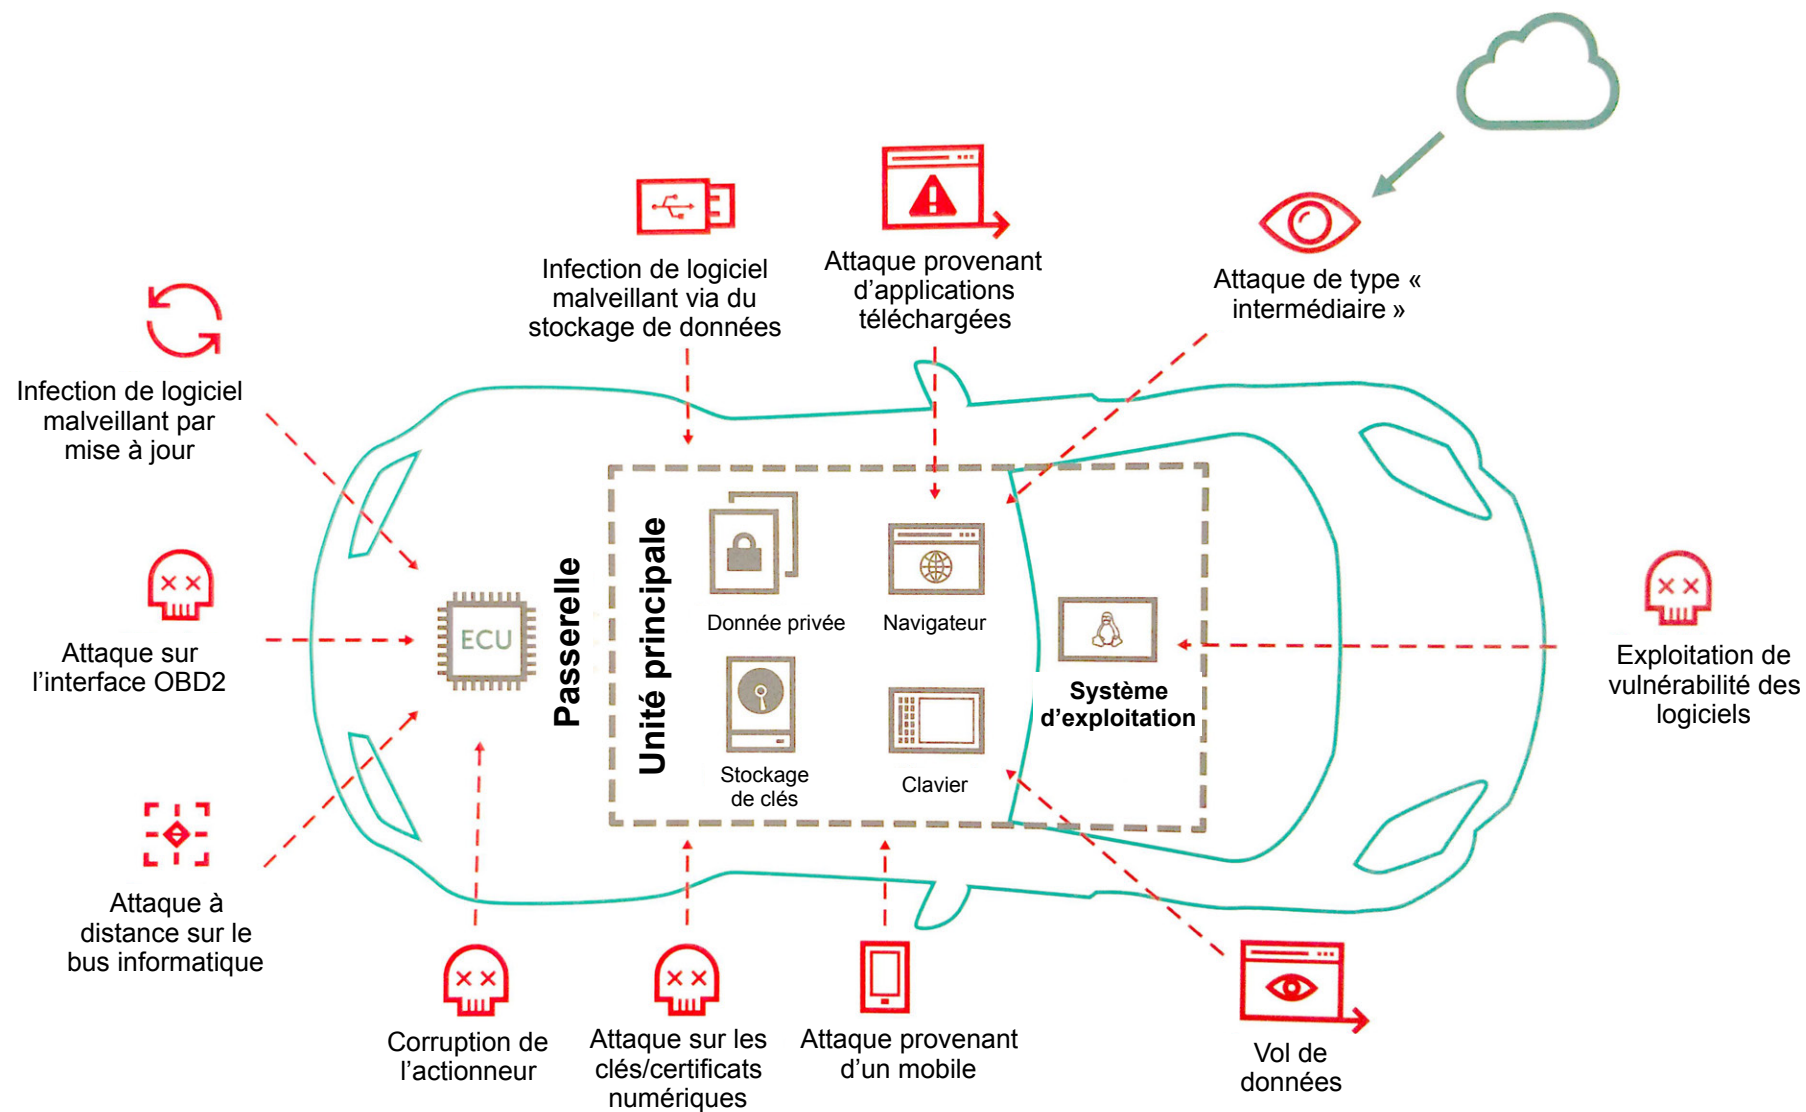 Infection de logiciel
malveillant via du
stockage de données
Attaque provenant
d'applications
téléchargées
Attaque de type «
intermédiaire »
Infection de logiciel
malveillant par
mise à jour
Attaque sur
l'interface OBD2
Attaque à
distance sur le
bus informatique
ECU
Passerelle
Unité principale
Donnée privée
Navigateur
Stockage
de clés
Clavier
Système
d'exploitation
Exploitation de
vulnérabilité des
logiciels
Corruption de
l'actionneur
Attaque sur les
clés/certificats
numériques
Attaque provenant
d'un mobile
Vol de
données